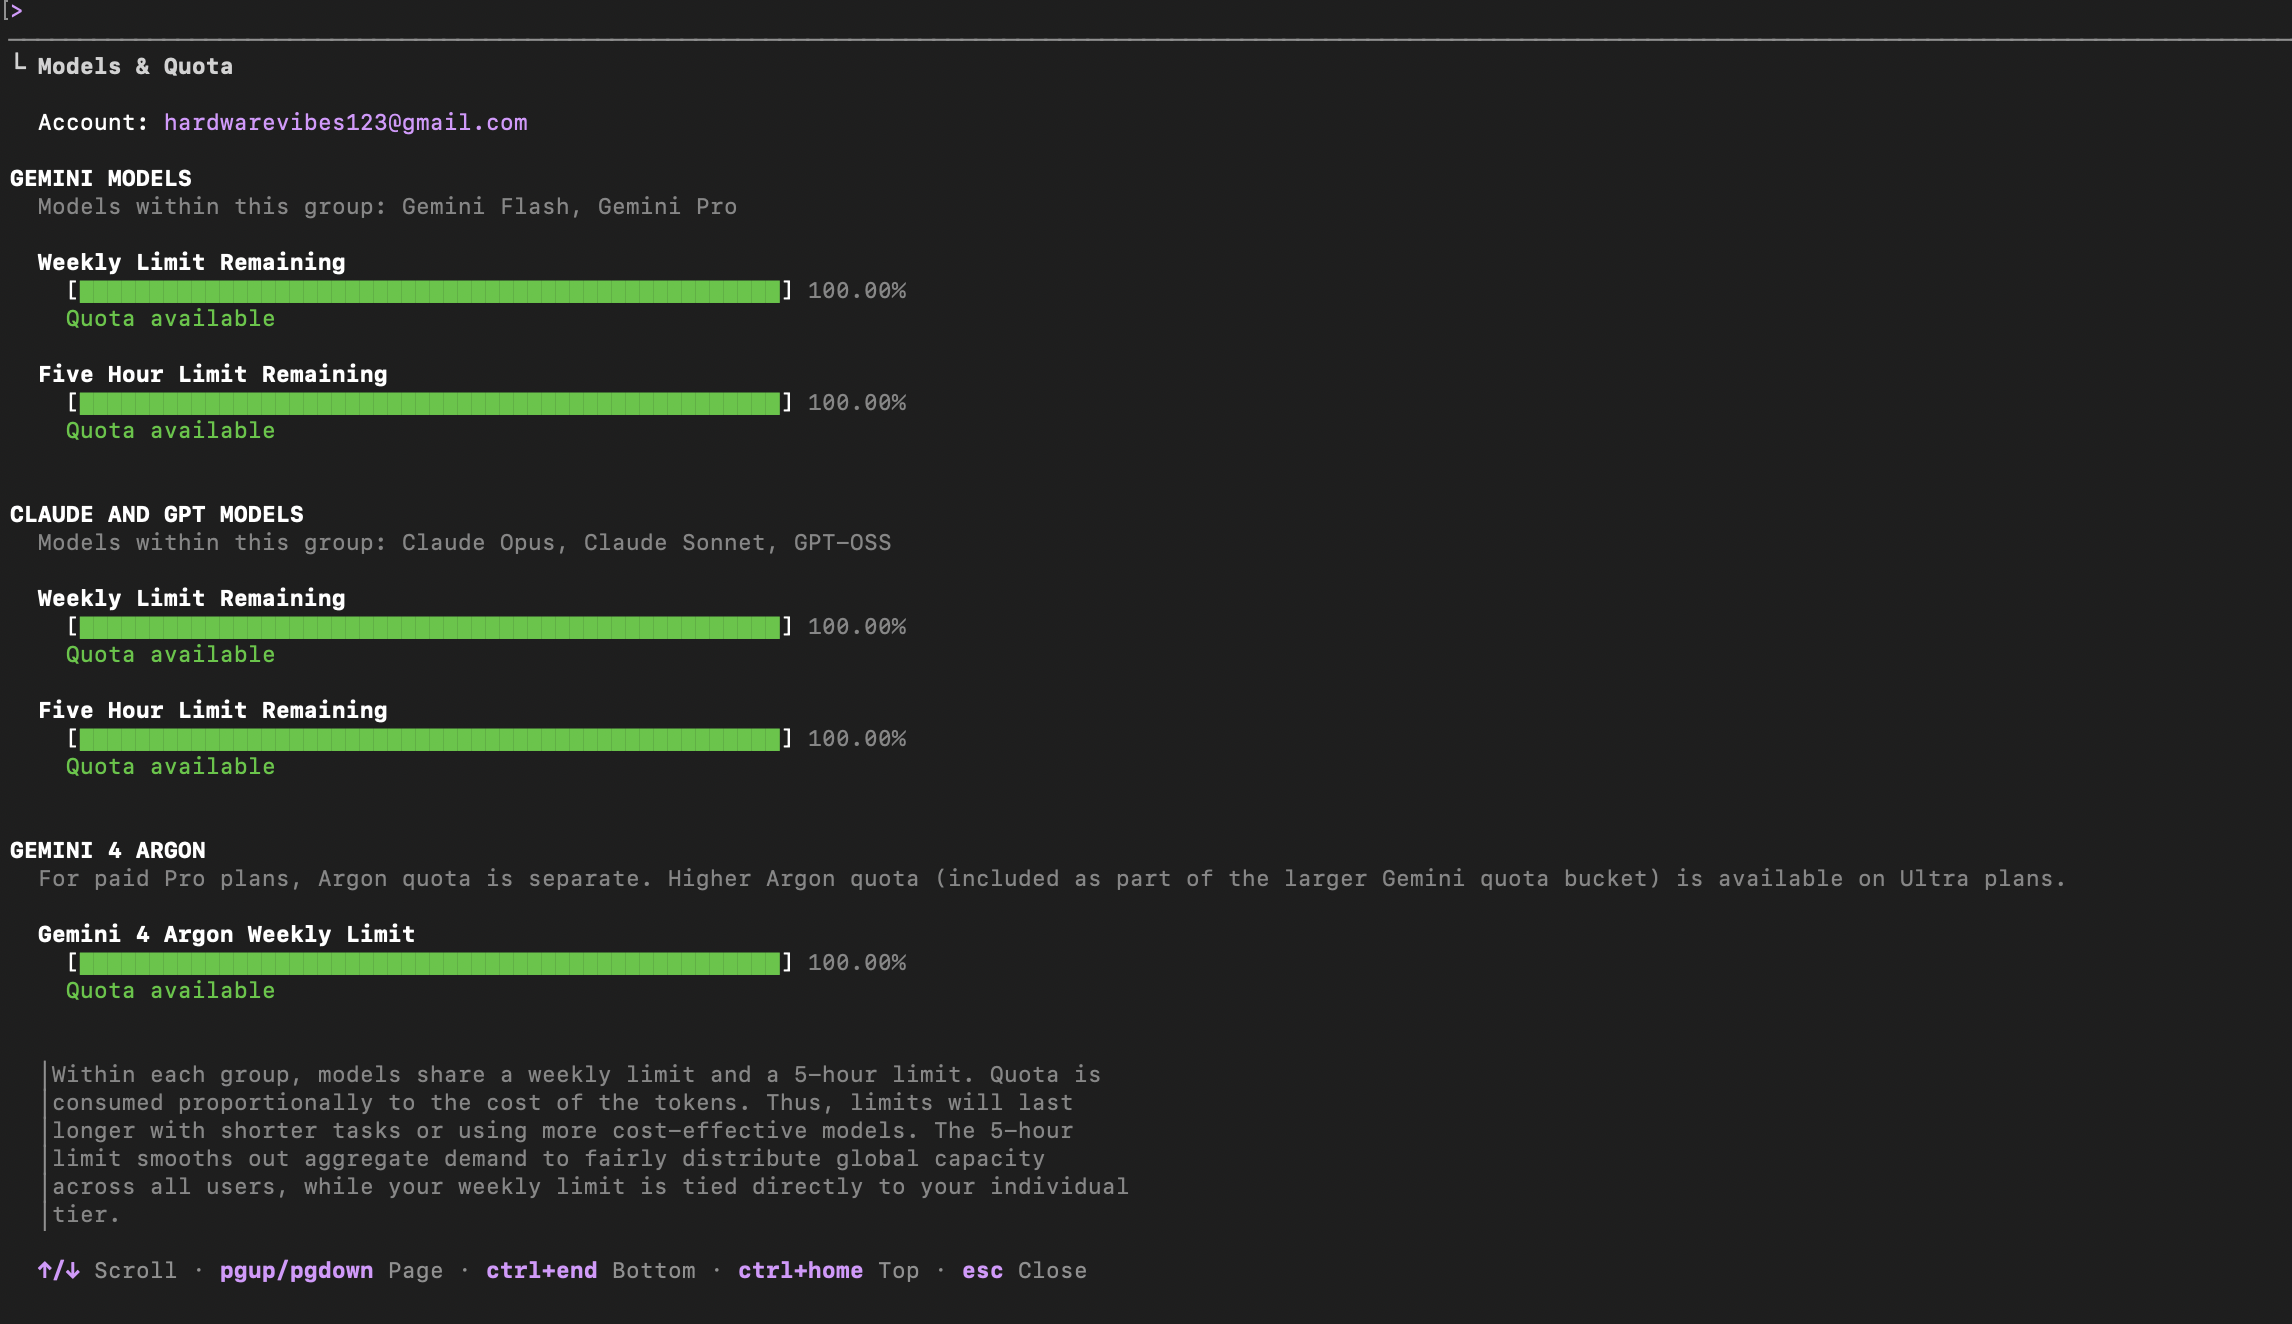 >
└ Models & Quota
Account: hardwarevibes123@gmail.com
GEMINI MODELS
Models within this group: Gemini Flash, Gemini Pro
Weekly Limit Remaining
[██████████████████████████████████████████████████] 100.00%
Quota available
Five Hour Limit Remaining
[██████████████████████████████████████████████████] 100.00%
Quota available
CLAUDE AND GPT MODELS
Models within this group: Claude Opus, Claude Sonnet, GPT-OSS
Weekly Limit Remaining
[██████████████████████████████████████████████████] 100.00%
Quota available
Five Hour Limit Remaining
[██████████████████████████████████████████████████] 100.00%
Quota available
GEMINI 4 ARGON
For paid Pro plans, Argon quota is separate. Higher Argon quota (included as part of the larger Gemini quota bucket) is available on Ultra plans.
Gemini 4 Argon Weekly Limit
[██████████████████████████████████████████████████] 100.00%
Quota available
│Within each group, models share a weekly limit and a 5-hour limit. Quota is
│consumed proportionally to the cost of the tokens. Thus, limits will last
│longer with shorter tasks or using more cost-effective models. The 5-hour
│limit smooths out aggregate demand to fairly distribute global capacity
│across all users, while your weekly limit is tied directly to your individual
│tier.
↑/↓ Scroll · pgup/pgdown Page · ctrl+end Bottom · ctrl+home Top · esc Close